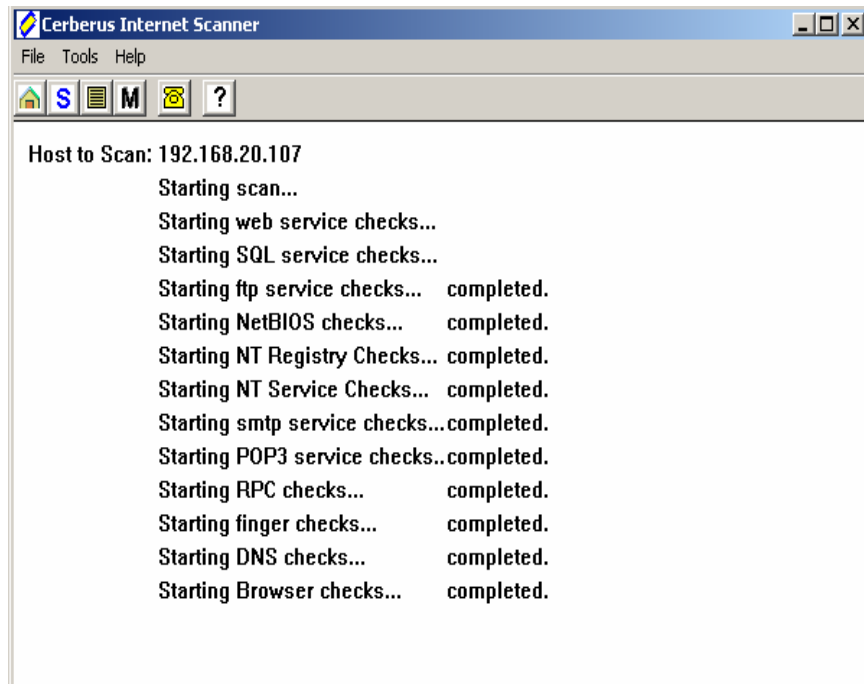 Cerberus Internet Scanner
File Tools Help
S M ?
Host to Scan: 192.168.20.107
Starting scan...
Starting web service checks...
Starting SQL service checks...
Starting ftp service checks... completed.
Starting NetBIOS checks... completed.
Starting NT Registry Checks... completed.
Starting NT Service Checks... completed.
Starting smtp service checks...completed.
Starting POP3 service checks..completed.
Starting RPC checks... completed.
Starting finger checks... completed.
Starting DNS checks... completed.
Starting Browser checks... completed.